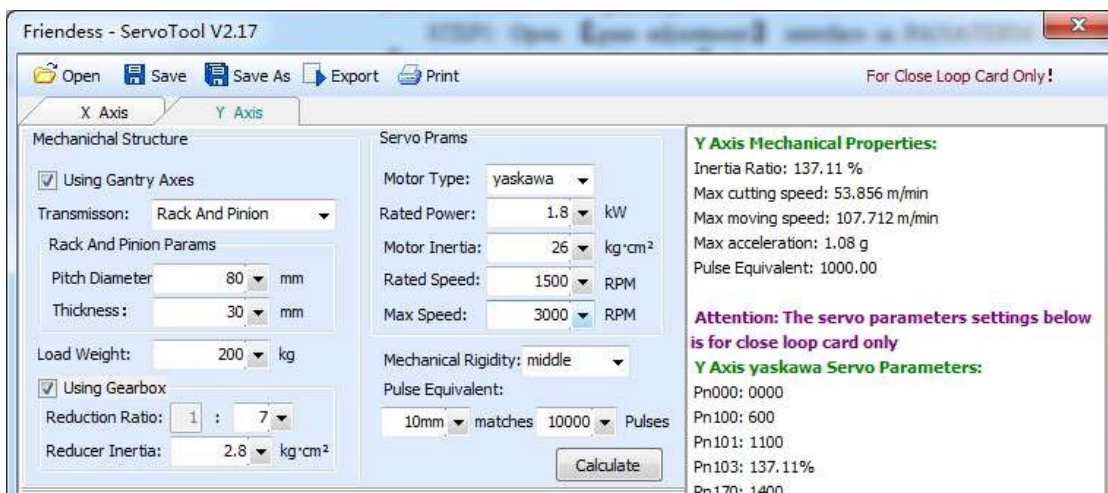 Friendess - ServoTool V2.17
Open Save Save As Export Print For Close Loop Card Only!
X Axis Y Axis
Mechanichal Structure
Using Gantry Axes
Transmisson: Rack And Pinion
Rack And Pinion Params
Pitch Diameter 80 mm
Thickness: 30 mm
Load Weight: 200 kg
Using Gearbox
Reduction Ratio: 1 : 7
Reducer Inertia: 2.8 kg·cm²
Servo Prams
Motor Type: yaskawa
Rated Power: 1.8 kW
Motor Inertia: 26 kg·cm²
Rated Speed: 1500 RPM
Max Speed: 3000 RPM
Mechanical Rigidity: middle
Pulse Equivalent:
10mm matches 10000 Pulses
Calculate
Y Axis Mechanical Properties:
Inertia Ratio: 137.11 %
Max cutting speed: 53.856 m/min
Max moving speed: 107.712 m/min
Max acceleration: 1.08 g
Pulse Equivalent: 1000.00
Attention: The servo parameters settings below
is for close loop card only
Y Axis yaskawa Servo Parameters:
Pn000: 0000
Pn100: 600
Pn101: 1100
Pn103: 137.11%
Pn170: 1400